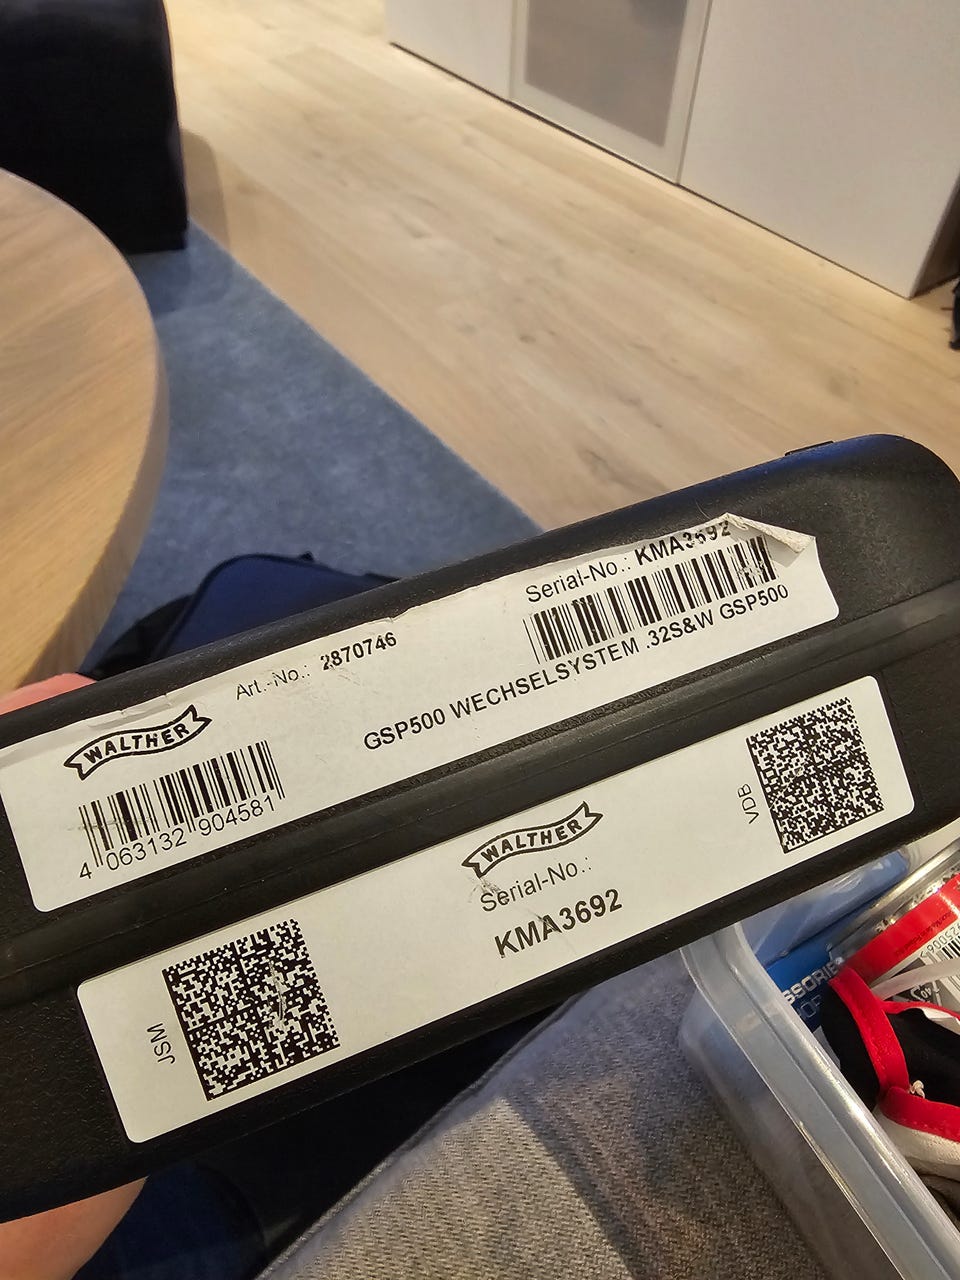 Art.-No.: 2870746
Serial-No.: KMA3692
WALTHER
4 063132 904581
GSP500 WECHSELSYSTEM .32S&W GSP500
WALTHER
Serial-No.:
KMA3692
VDB
JSM